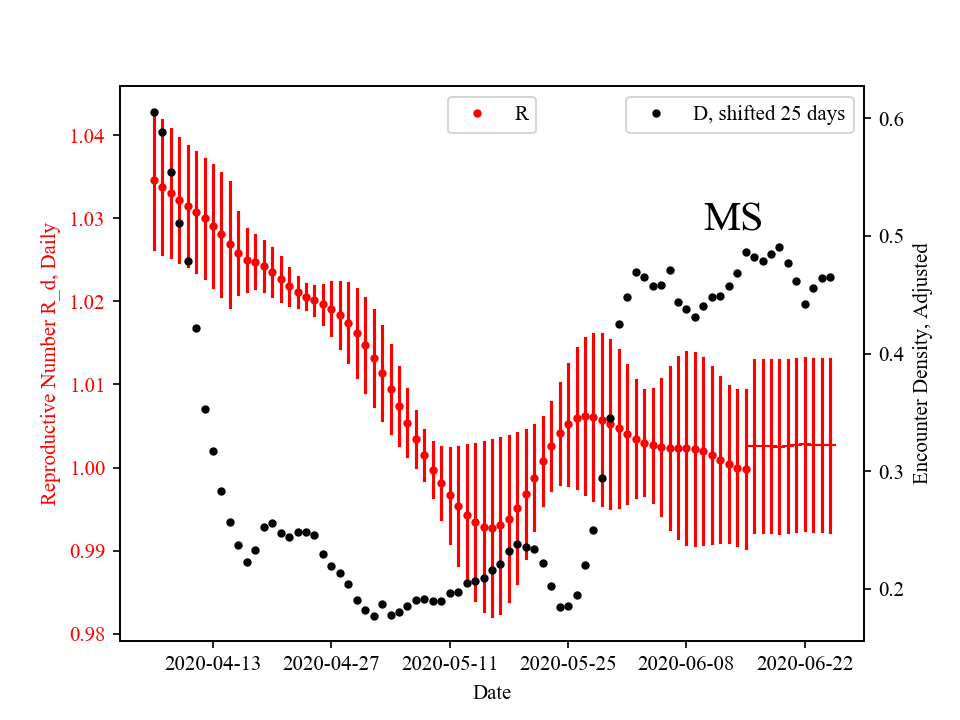 R
D, shifted 25 days
MS
Reproductive Number R_d, Daily
1.04
1.03
1.02
1.01
1.00
0.99
0.98
0.6
0.5
0.4
0.3
0.2
Encounter Density, Adjusted
2020-04-13 2020-04-27 2020-05-11 2020-05-25 2020-06-08 2020-06-22
Date